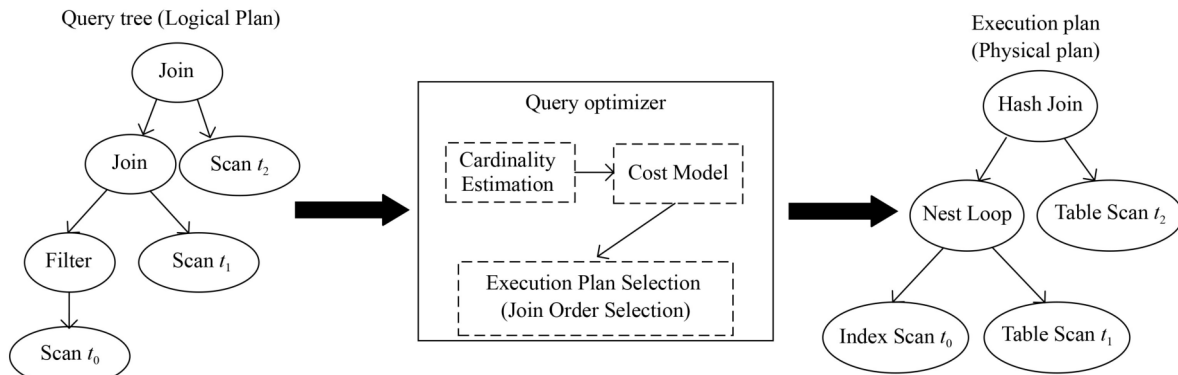 Query tree (Logical Plan)
Join
Join
Scan t₂
Filter
Scan t₁
Scan t₀
Query optimizer
Cardinality
Estimation
Cost Model
Execution Plan Selection
(Join Order Selection)
Execution plan
(Physical plan)
Hash Join
Nest Loop
Table Scan t₂
Index Scan t₀
Table Scan t₁